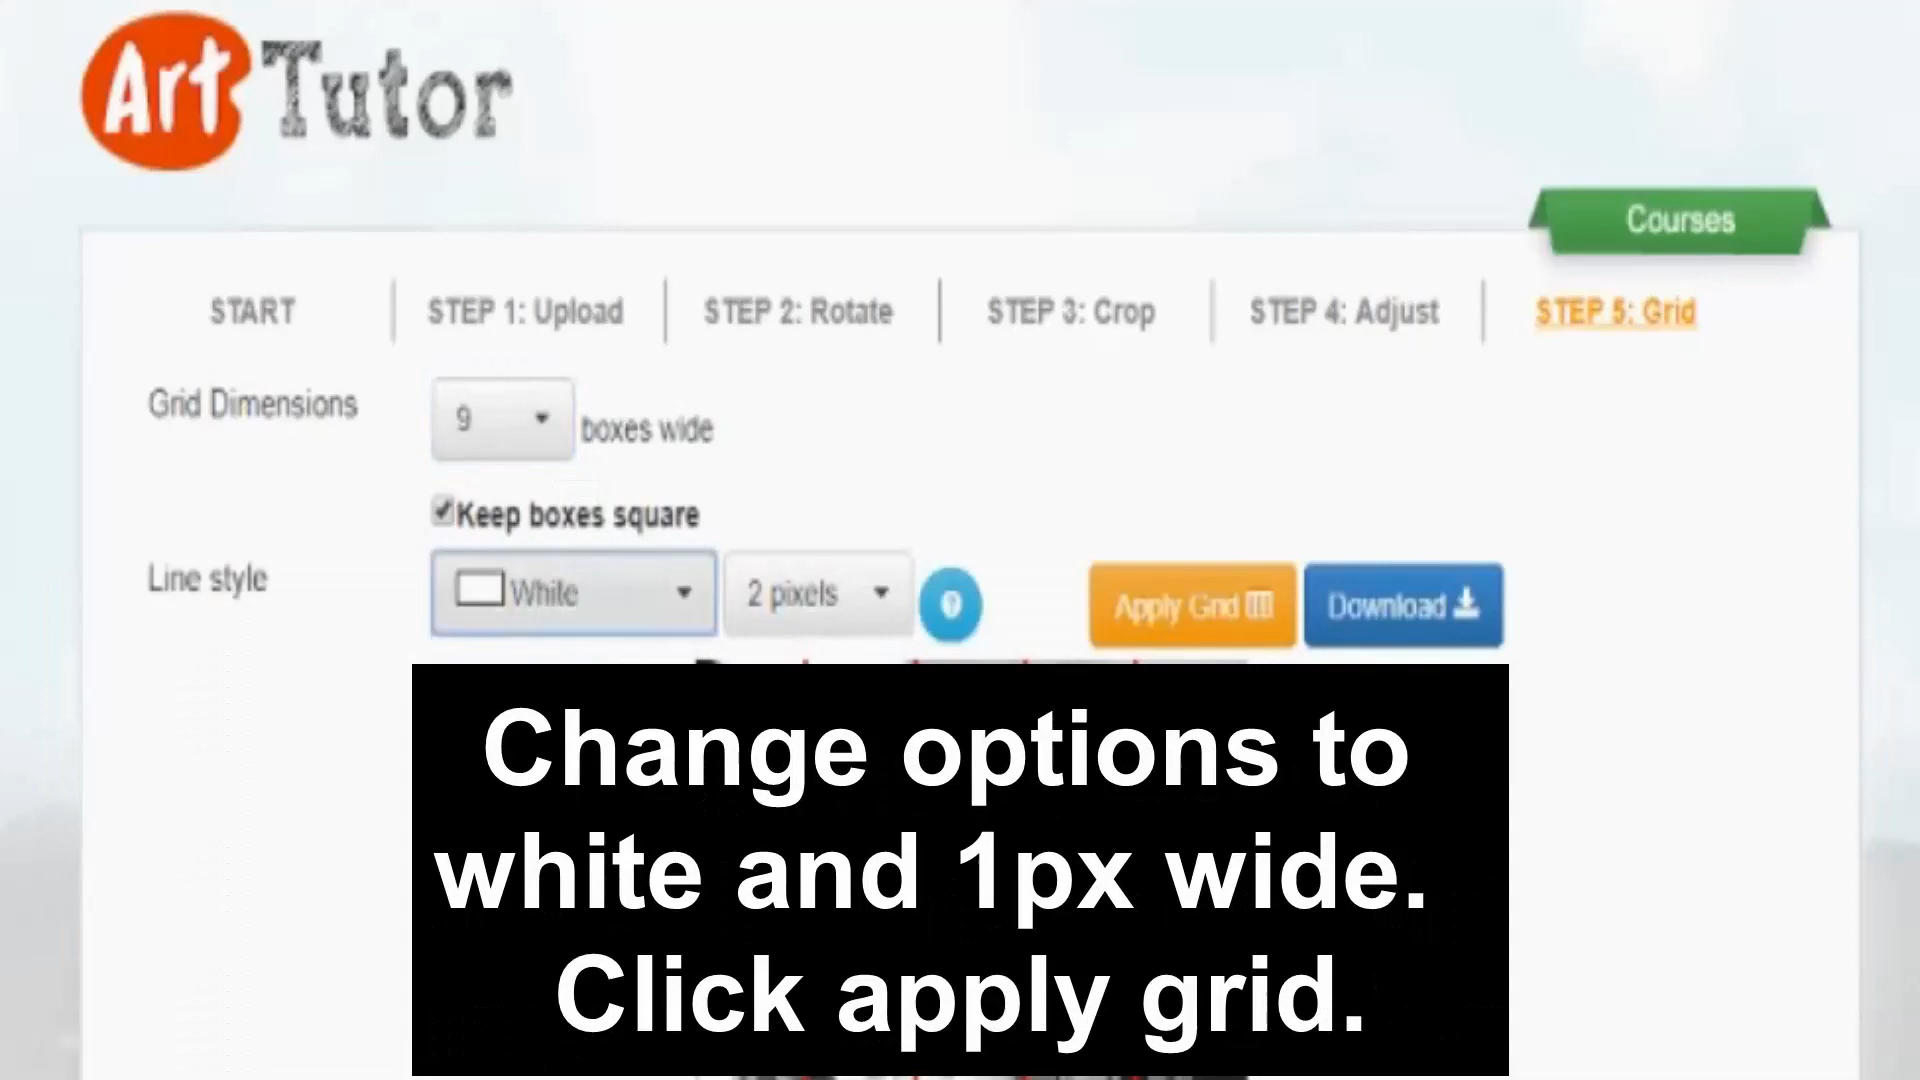 Art Tutor
Courses
START
STEP 1: Upload
STEP 2: Rotate
STEP 3: Crop
STEP 4: Adjust
STEP 5: Grid
Grid Dimensions
9
boxes wide
Keep boxes square
Line style
White
2 pixels
?
Apply Grid
Download
Change options to
white and 1px wide.
Click apply grid.